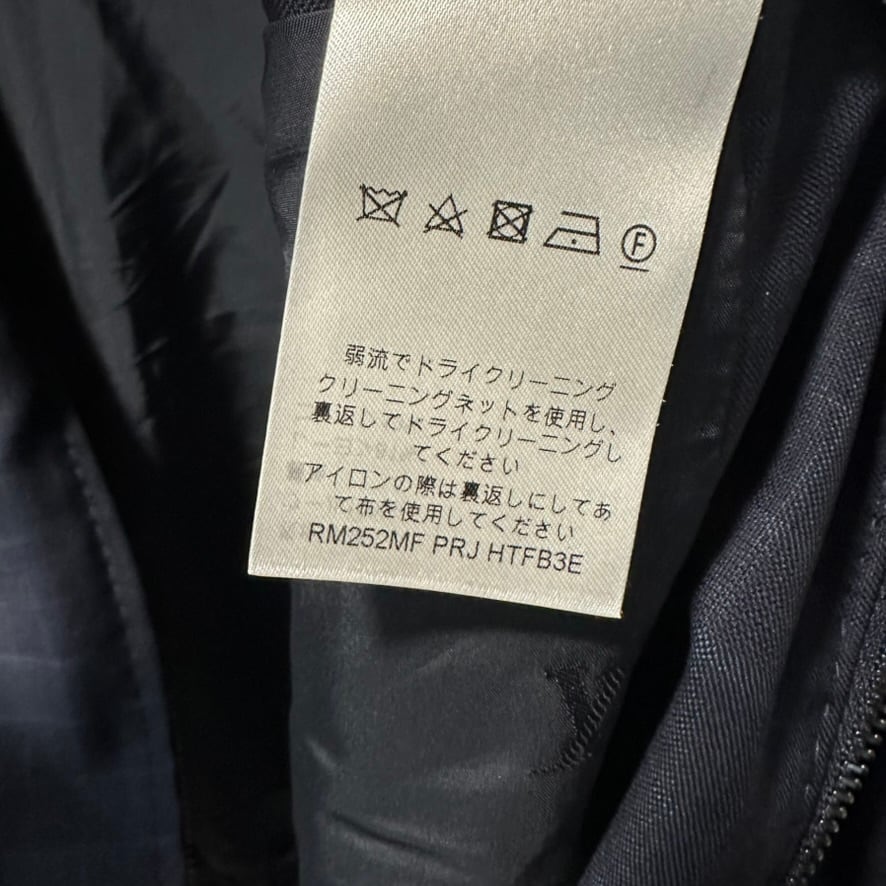 F
弱流でドライクリーニング
クリーニングネットを使用し、
裏返してドライクリーニングし
てください
アイロンの際は裏返しにしてあ
て布を使用してください
RM252MF PRJ HTFB3E